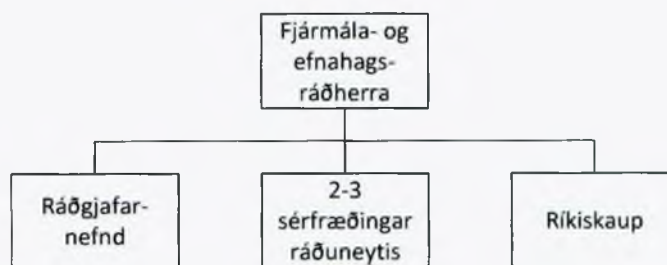 Fjármála- og
efnahags-
ráðherra
Ráðgjafar-
nefnd
2-3
sérfræðingar
ráðuneytis
Ríkiskaup